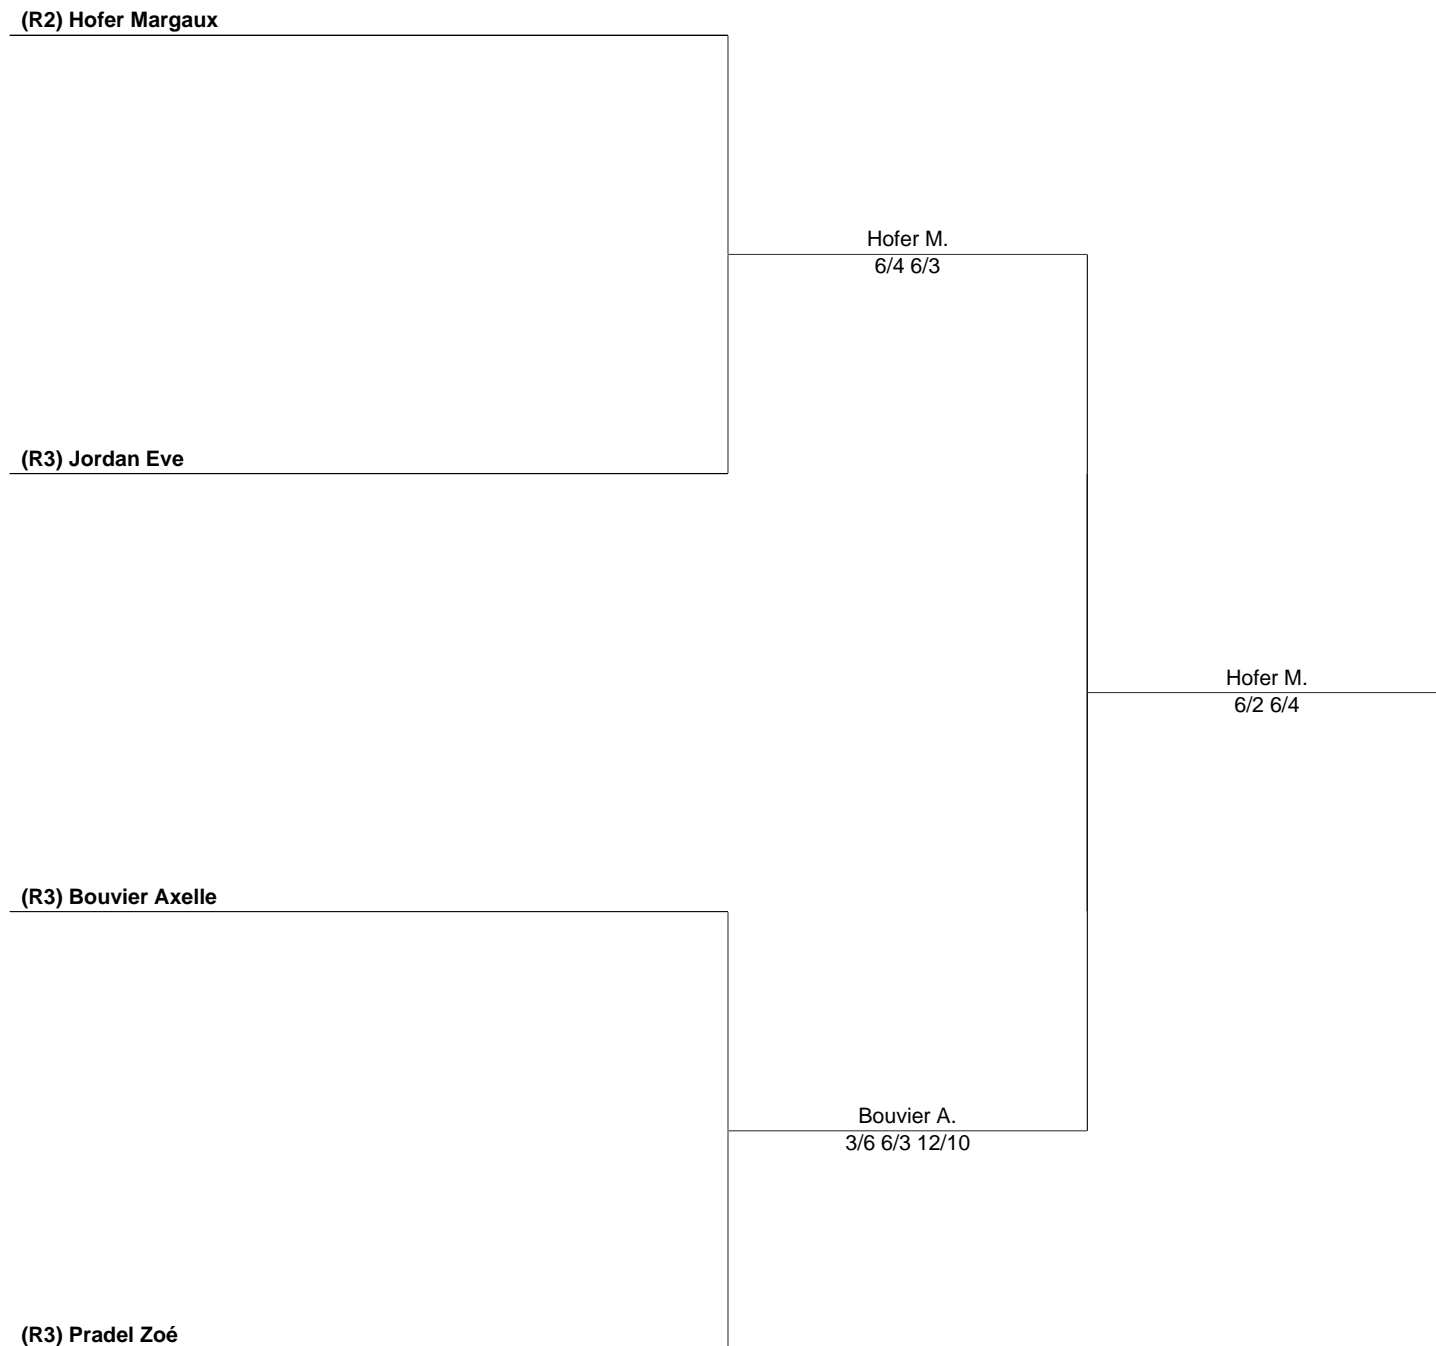 (R2) Hofer Margaux
Hofer M.
6/4 6/3
(R3) Jordan Eve
Hofer M.
6/2 6/4
(R3) Bouvier Axelle
Bouvier A.
3/6 6/3 12/10
(R3) Pradel Zoé